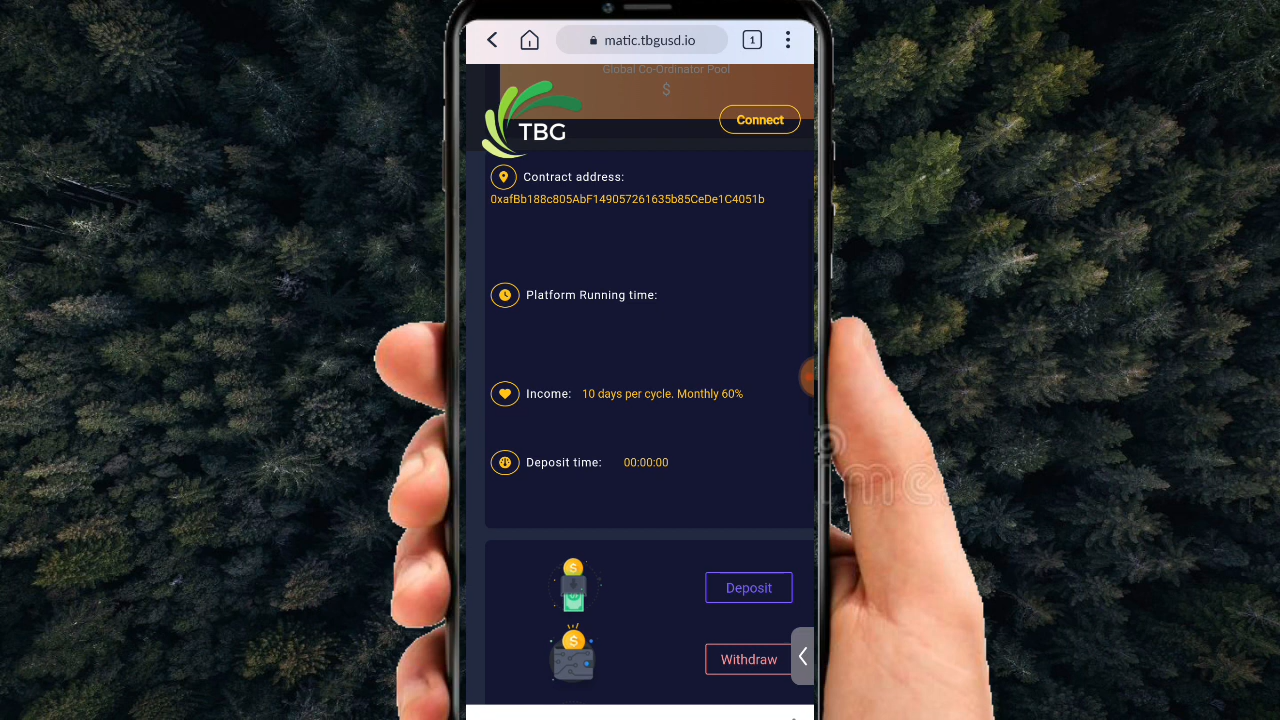 matic.tbgusd.io
1
Global Co-Ordinator Pool
$
TBG
Connect
Contract address:
0xafBb188c805AbF149057261635b85CeDe1C4051b
Platform Running time:
Income: 10 days per cycle. Monthly 60%
Deposit time: 00:00:00
Deposit
Withdraw